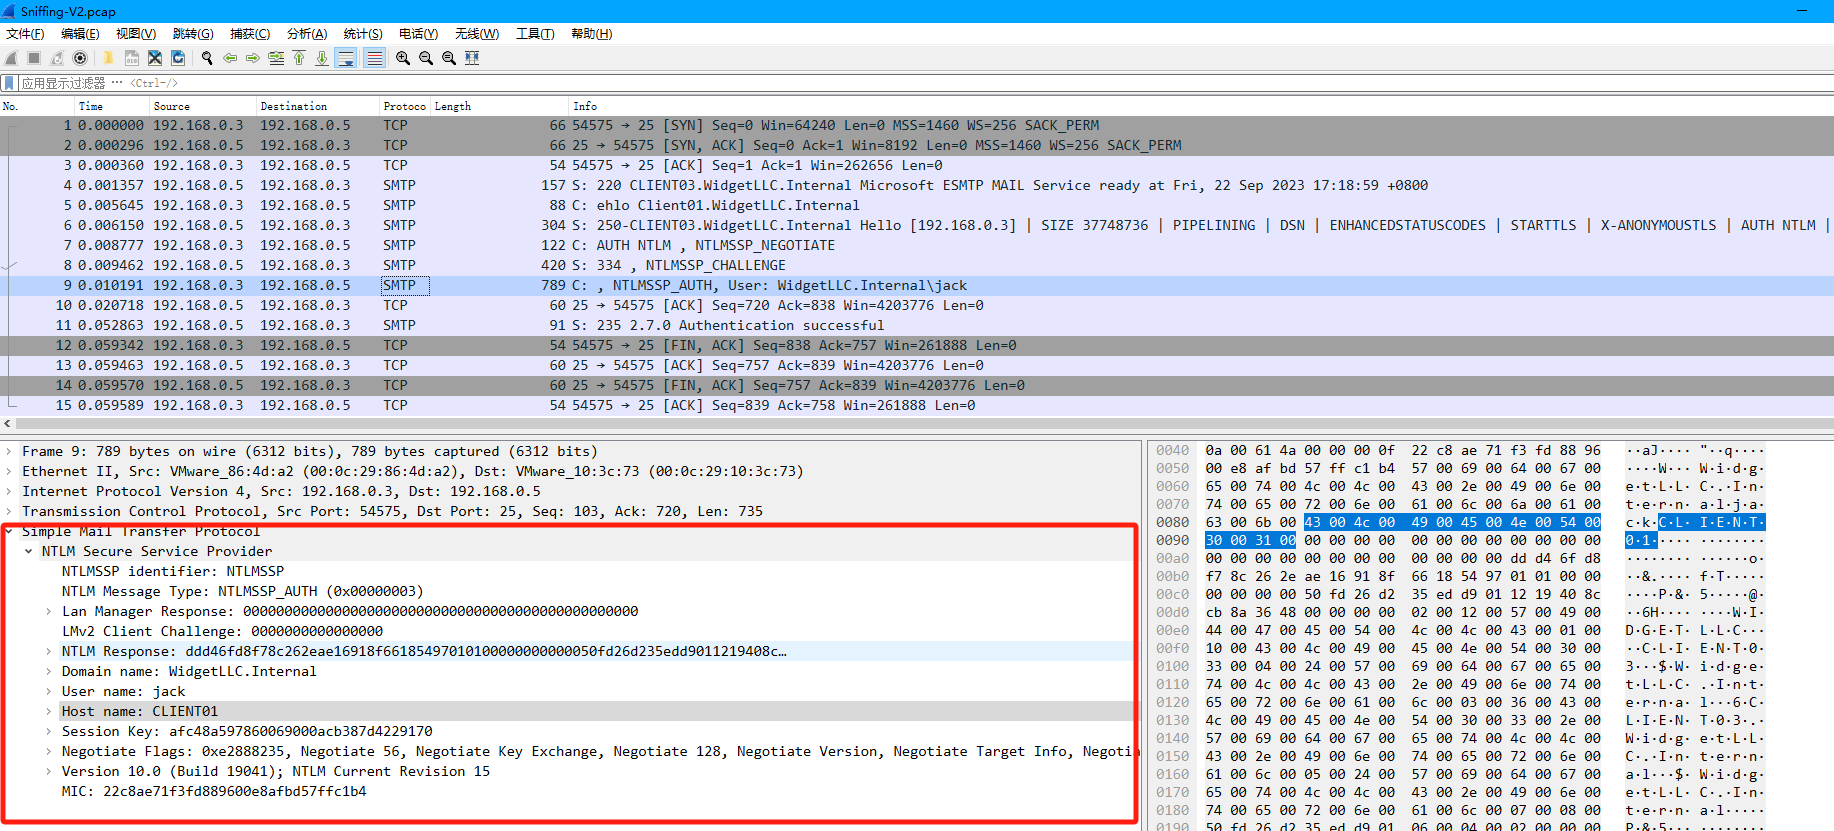 Sniffing-V2.pcap
文件(F) 编辑(E) 视图(V) 跳转(G) 捕获(C) 分析(A) 统计(S) 电话(Y) 无线(W) 工具(T) 帮助(H)
应用显示过滤器 … <Ctrl-/>
No. Time Source Destination Protoco Length Info
1 0.000000 192.168.0.3 192.168.0.5 TCP 66 54575 → 25 [SYN] Seq=0 Win=64240 Len=0 MSS=1460 WS=256 SACK_PERM
2 0.000296 192.168.0.5 192.168.0.3 TCP 66 25 → 54575 [SYN, ACK] Seq=0 Ack=1 Win=8192 Len=0 MSS=1460 WS=256 SACK_PERM
3 0.000360 192.168.0.3 192.168.0.5 TCP 54 54575 → 25 [ACK] Seq=1 Ack=1 Win=262656 Len=0
4 0.001357 192.168.0.5 192.168.0.3 SMTP 157 S: 220 CLIENT03.WidgetLLC.Internal Microsoft ESMTP MAIL Service ready at Fri, 22 Sep 2023 17:18:59 +0800
5 0.005645 192.168.0.3 192.168.0.5 SMTP 88 C: ehlo Client01.WidgetLLC.Internal
6 0.006150 192.168.0.5 192.168.0.3 SMTP 304 S: 250-CLIENT03.WidgetLLC.Internal Hello [192.168.0.3] | SIZE 37748736 | PIPELINING | DSN | ENHANCEDSTATUSCODES | STARTTLS | X-ANONYMOUSTLS | AUTH NTLM |
7 0.008777 192.168.0.3 192.168.0.5 SMTP 122 C: AUTH NTLM , NTLMSSP_NEGOTIATE
8 0.009462 192.168.0.5 192.168.0.3 SMTP 420 S: 334 , NTLMSSP_CHALLENGE
9 0.010191 192.168.0.3 192.168.0.5 SMTP 789 C: , NTLMSSP_AUTH, User: WidgetLLC.Internal\jack
10 0.020718 192.168.0.5 192.168.0.3 TCP 60 25 → 54575 [ACK] Seq=720 Ack=838 Win=4203776 Len=0
11 0.052863 192.168.0.5 192.168.0.3 SMTP 91 S: 235 2.7.0 Authentication successful
12 0.059342 192.168.0.3 192.168.0.5 TCP 54 54575 → 25 [FIN, ACK] Seq=838 Ack=757 Win=261888 Len=0
13 0.059463 192.168.0.5 192.168.0.3 TCP 60 25 → 54575 [ACK] Seq=757 Ack=839 Win=4203776 Len=0
14 0.059570 192.168.0.5 192.168.0.3 TCP 60 25 → 54575 [FIN, ACK] Seq=757 Ack=839 Win=4203776 Len=0
15 0.059589 192.168.0.3 192.168.0.5 TCP 54 54575 → 25 [ACK] Seq=839 Ack=758 Win=261888 Len=0
Frame 9: 789 bytes on wire (6312 bits), 789 bytes captured (6312 bits)
Ethernet II, Src: VMware_86:4d:a2 (00:0c:29:86:4d:a2), Dst: VMware_10:3c:73 (00:0c:29:10:3c:73)
Internet Protocol Version 4, Src: 192.168.0.3, Dst: 192.168.0.5
Transmission Control Protocol, Src Port: 54575, Dst Port: 25, Seq: 103, Ack: 720, Len: 735
Simple Mail Transfer Protocol
NTLM Secure Service Provider
NTLMSSP identifier: NTLMSSP
NTLM Message Type: NTLMSSP_AUTH (0x00000003)
Lan Manager Response: 000000000000000000000000000000000000000000000000
LMv2 Client Challenge: 0000000000000000
NTLM Response: ddd46fd8f78c262eae16918f661854970101000000000000050fd26d235edd9011219408c…
Domain name: WidgetLLC.Internal
User name: jack
Host name: CLIENT01
Session Key: afc48a597860069000acb387d4229170
Negotiate Flags: 0xe2888235, Negotiate 56, Negotiate Key Exchange, Negotiate 128, Negotiate Version, Negotiate Target Info, Negotia
Version 10.0 (Build 19041); NTLM Current Revision 15
MIC: 22c8ae71f3fd889600e8afbd57ffc1b4
0040 0a 00 61 4a 00 00 00 0f 22 c8 ae 71 f3 fd 88 96 ··aJ···· "··q····
0050 00 e8 af bd 57 ff c1 b4 57 00 69 00 64 00 67 00 ····W··· W·i·d·g·
0060 65 00 74 00 4c 00 4c 00 43 00 2e 00 49 00 6e 00 e·t·L·L· C·.·I·n·
0070 74 00 65 00 72 00 6e 00 61 00 6c 00 6a 00 61 00 t·e·r·n· a·l·j·a·
0080 63 00 6b 00 43 00 4c 00 49 00 45 00 4e 00 54 00 c·k·C·L· I·E·N·T·
0090 30 00 31 00 00 00 00 00 00 00 00 00 00 00 00 00 0·1····· ········
00a0 00 00 00 00 00 00 00 00 00 00 00 00 dd d4 6f d8 ········ ······o·
00b0 f7 8c 26 2e ae 16 91 8f 66 18 54 97 01 01 00 00 ··&.···· f·T·····
00c0 00 00 00 00 50 fd 26 d2 35 ed d9 01 12 19 40 8c ····P·&· 5·····@·
00d0 cb 8a 36 48 00 00 00 00 02 00 12 00 57 00 49 00 ··6H···· ····W·I·
00e0 44 00 47 00 45 00 54 00 4c 00 4c 00 43 00 01 00 D·G·E·T· L·L·C···
00f0 10 00 43 00 4c 00 49 00 45 00 4e 00 54 00 30 00 ··C·L·I· E·N·T·0·
0100 33 00 04 00 24 00 57 00 69 00 64 00 67 00 65 00 3···$·W· i·d·g·e·
0110 74 00 4c 00 4c 00 43 00 2e 00 49 00 6e 00 74 00 t·L·L·C· .·I·n·t·
0120 65 00 72 00 6e 00 61 00 6c 00 03 00 36 00 43 00 e·r·n·a· l···6·C·
0130 4c 00 49 00 45 00 4e 00 54 00 30 00 33 00 2e 00 L·I·E·N· T·0·3·.·
0140 57 00 69 00 64 00 67 00 65 00 74 00 4c 00 4c 00 W·i·d·g· e·t·L·L·
0150 43 00 2e 00 49 00 6e 00 74 00 65 00 72 00 6e 00 C·.·I·n· t·e·r·n·
0160 61 00 6c 00 05 00 24 00 57 00 69 00 64 00 67 00 a·l···$· W·i·d·g·
0170 65 00 74 00 4c 00 4c 00 43 00 2e 00 49 00 6e 00 e·t·L·L· C·.·I·n·
0180 74 00 65 00 72 00 6e 00 61 00 6c 00 07 00 08 00 t·e·r·n· a·l·····
0190 50 fd 26 d2 35 ed d9 01 06 00 04 00 02 00 00 00 P·&·5··· ········